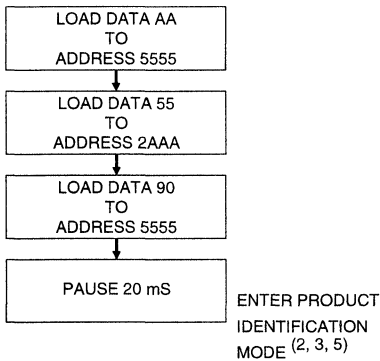 LOAD DATA AA
TO
ADDRESS 5555
LOAD DATA 55
TO
ADDRESS 2AAA
LOAD DATA 90
TO
ADDRESS 5555
PAUSE 20 mS
ENTER PRODUCT
IDENTIFICATION
MODE (2, 3, 5)